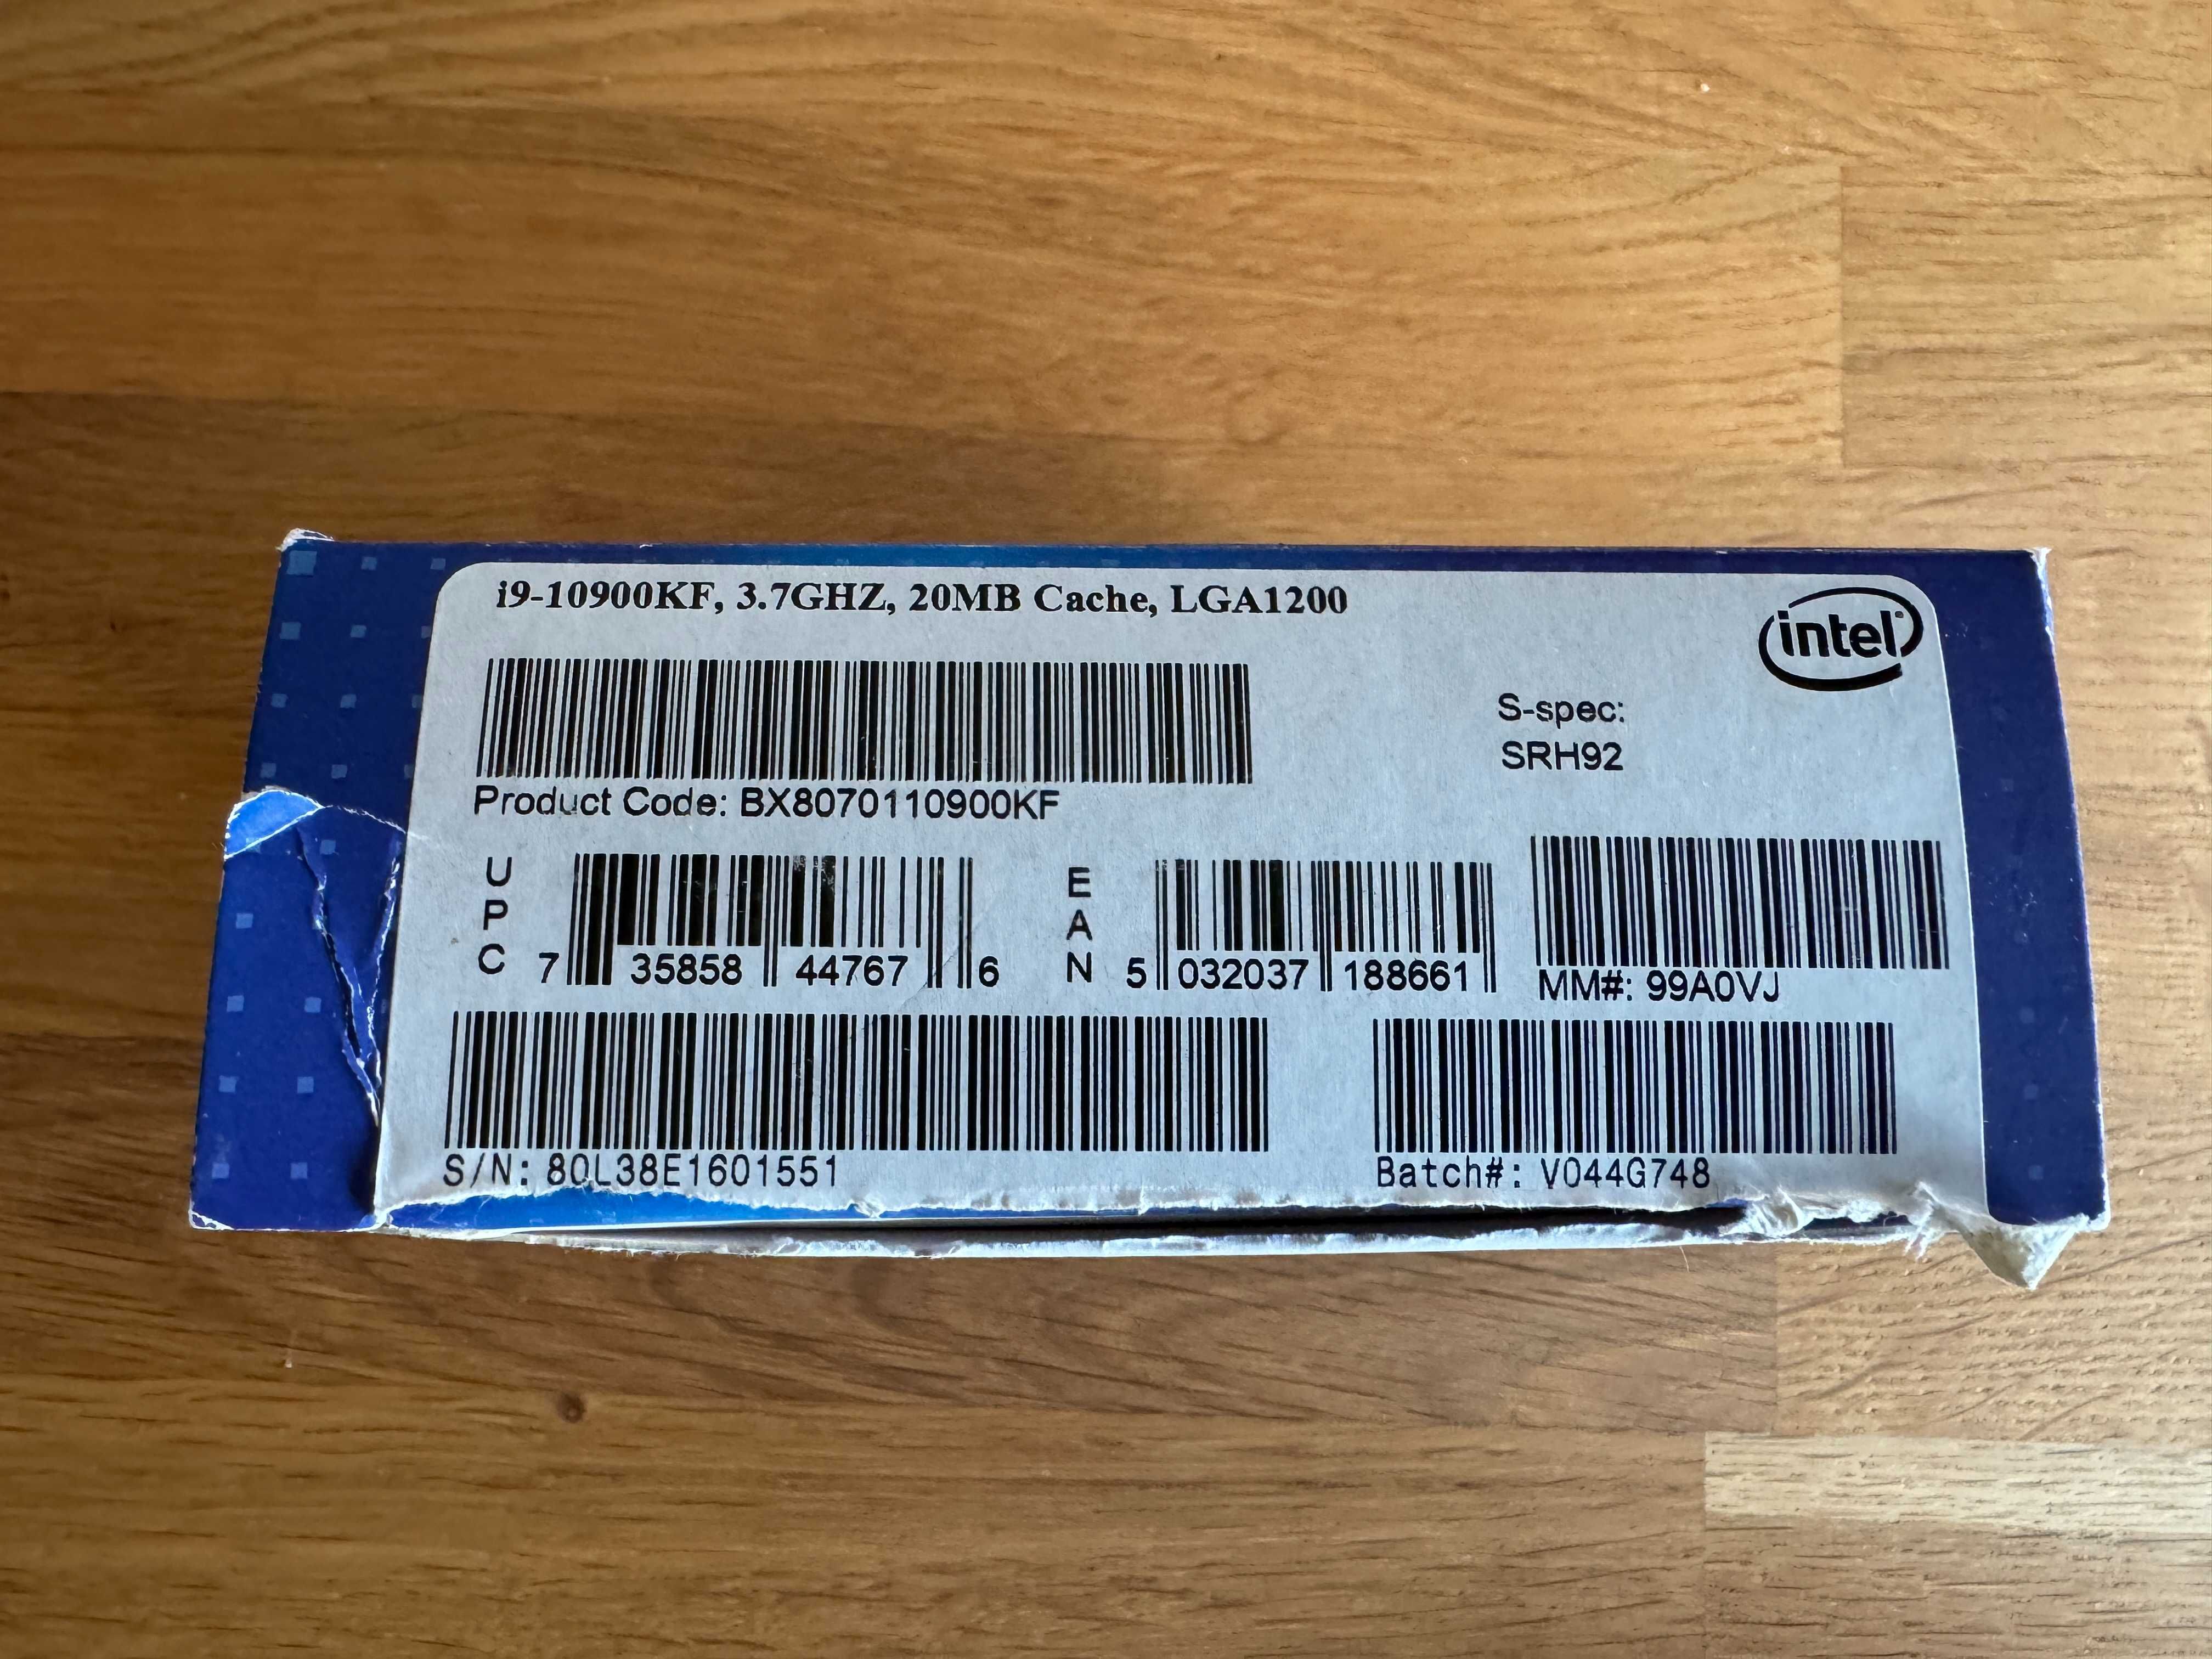 i9-10900KF, 3.7GHZ, 20MB Cache, LGA1200
intel
S-spec:
SRH92
Product Code: BX8070110900KF
UPC
7 35858 44767 6
EAN
5 032037 188661
MM#: 99A0VJ
S/N: 80L38E1601551
Batch#: V044G748